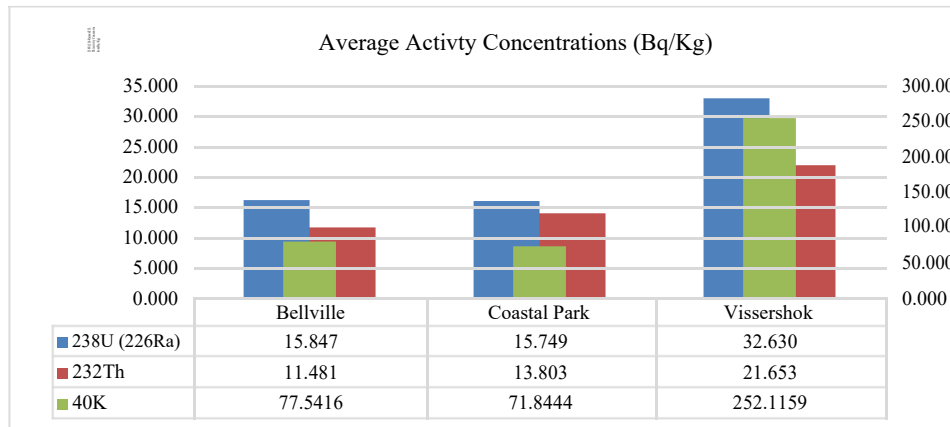 Average Activty Concentrations (Bq/Kg)
35.000 300.00
30.000 250.00
25.000 200.00
20.000
15.000 150.00
10.000 100.00
5.000 50.000
0.000 0.000
Bellville Coastal Park Vissershok
238U (226Ra) 15.847 15.749 32.630
232Th 11.481 13.803 21.653
40K 77.5416 71.8444 252.1159